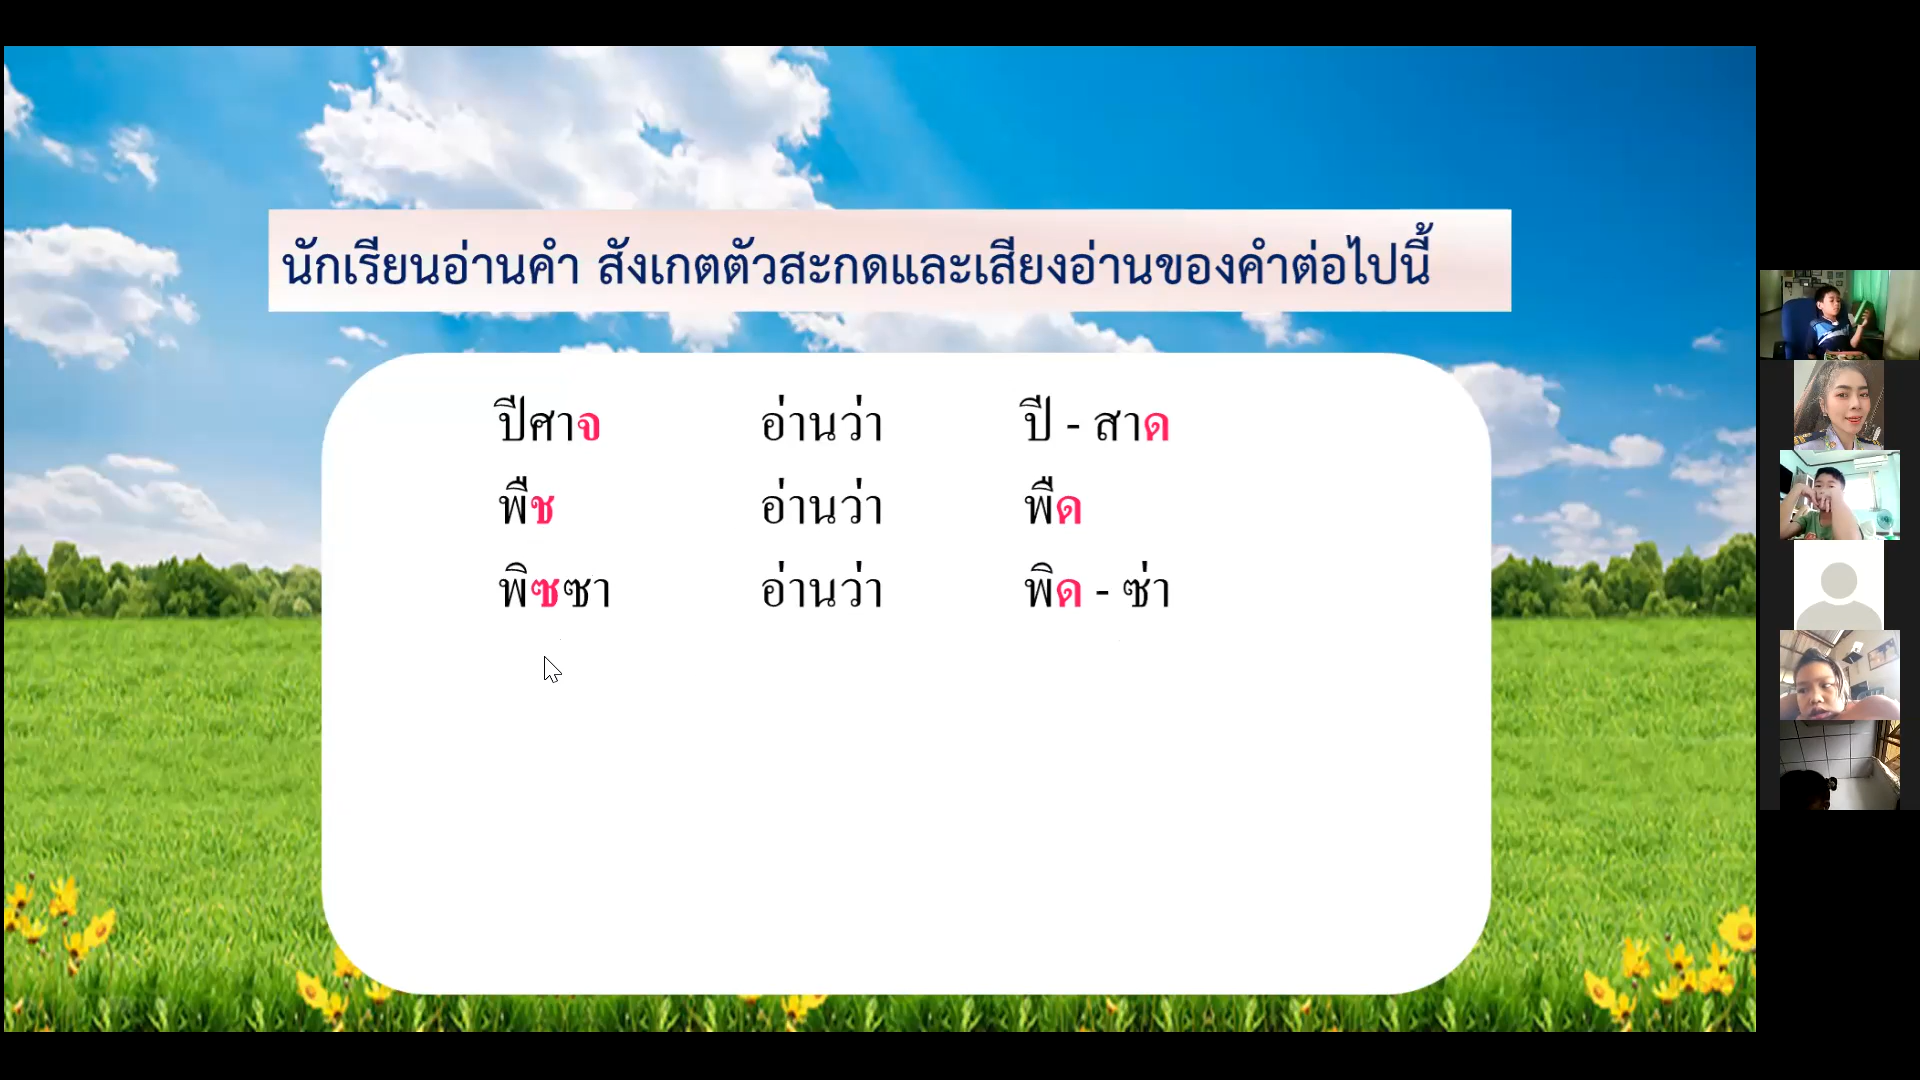 นักเรียนอ่านคำ สังเกตตัวสะกดและเสียงอ่านของคำต่อไปนี้
ปีศาจ อ่านว่า ปี - สาด
พืช อ่านว่า พืด
พิซซา อ่านว่า พิด - ซ่า